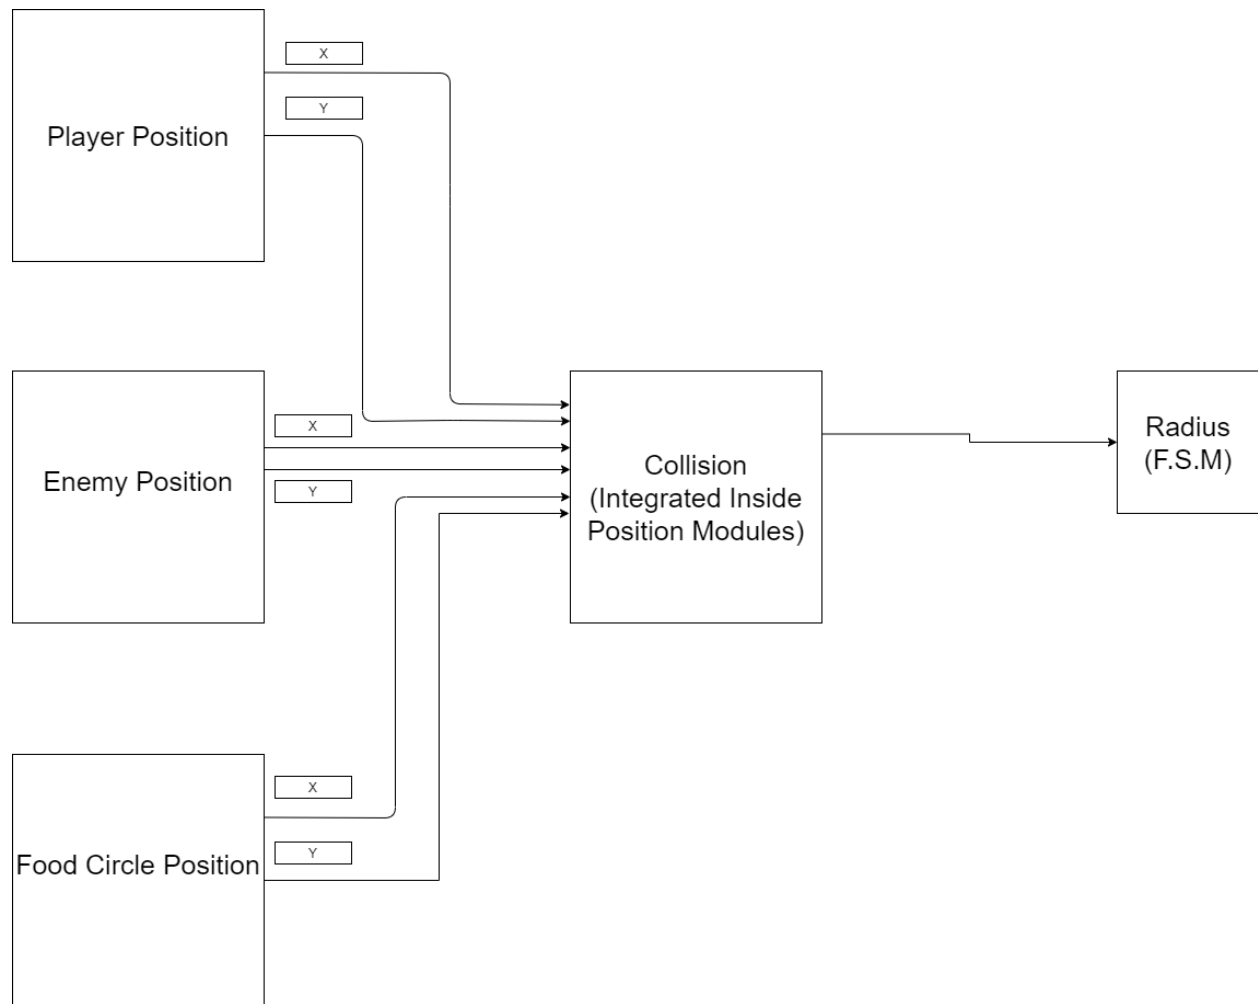 X
Y
Player Position
X
Enemy Position
Y
Collision
(Integrated Inside
Position Modules)
Radius
(F.S.M)
X
Y
Food Circle Position